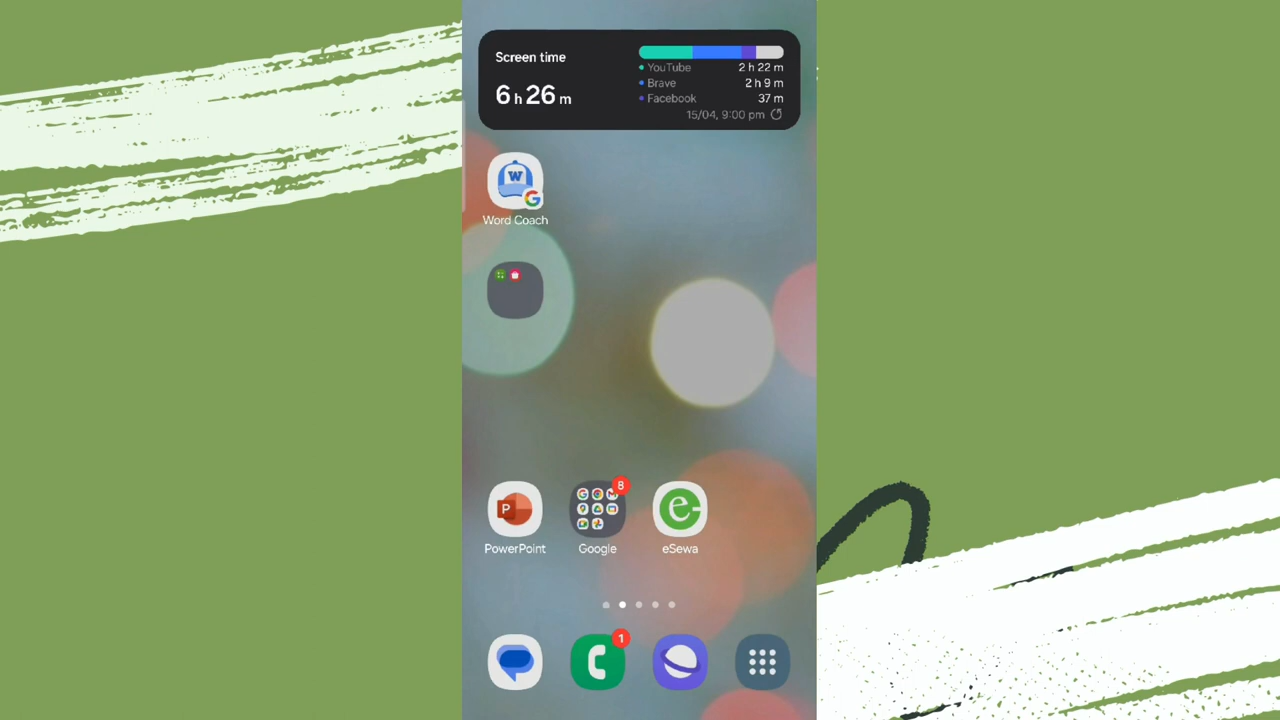 Screen time
6 h 26 m
YouTube 2 h 22 m
Brave 2 h 9 m
Facebook 37 m
15/04, 9:00 pm
W
G
Word Coach
P
8
e
PowerPoint
Google
eSewa
1